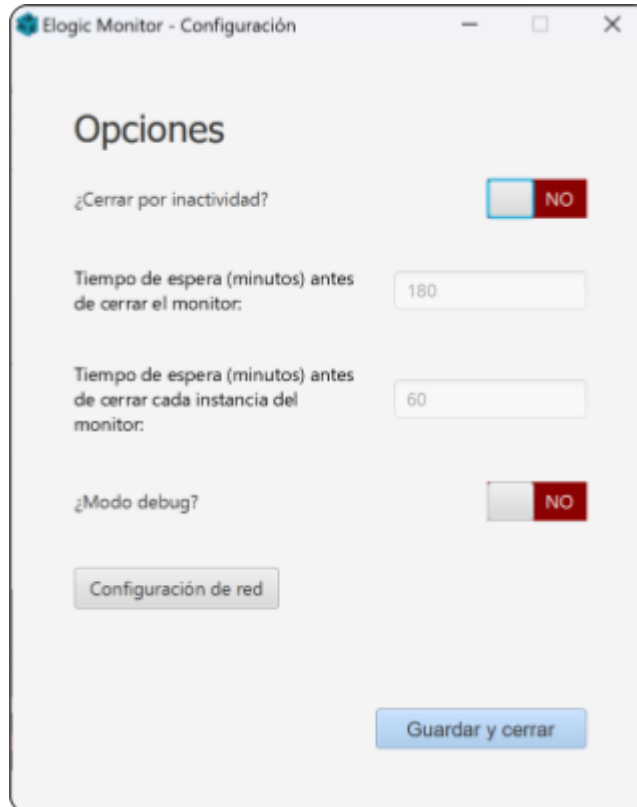 Elogic Monitor - Configuración
Opciones
¿Cerrar por inactividad?
NO
Tiempo de espera (minutos) antes
de cerrar el monitor:
180
Tiempo de espera (minutos) antes
de cerrar cada instancia del
monitor:
60
¿Modo debug?
NO
Configuración de red
Guardar y cerrar